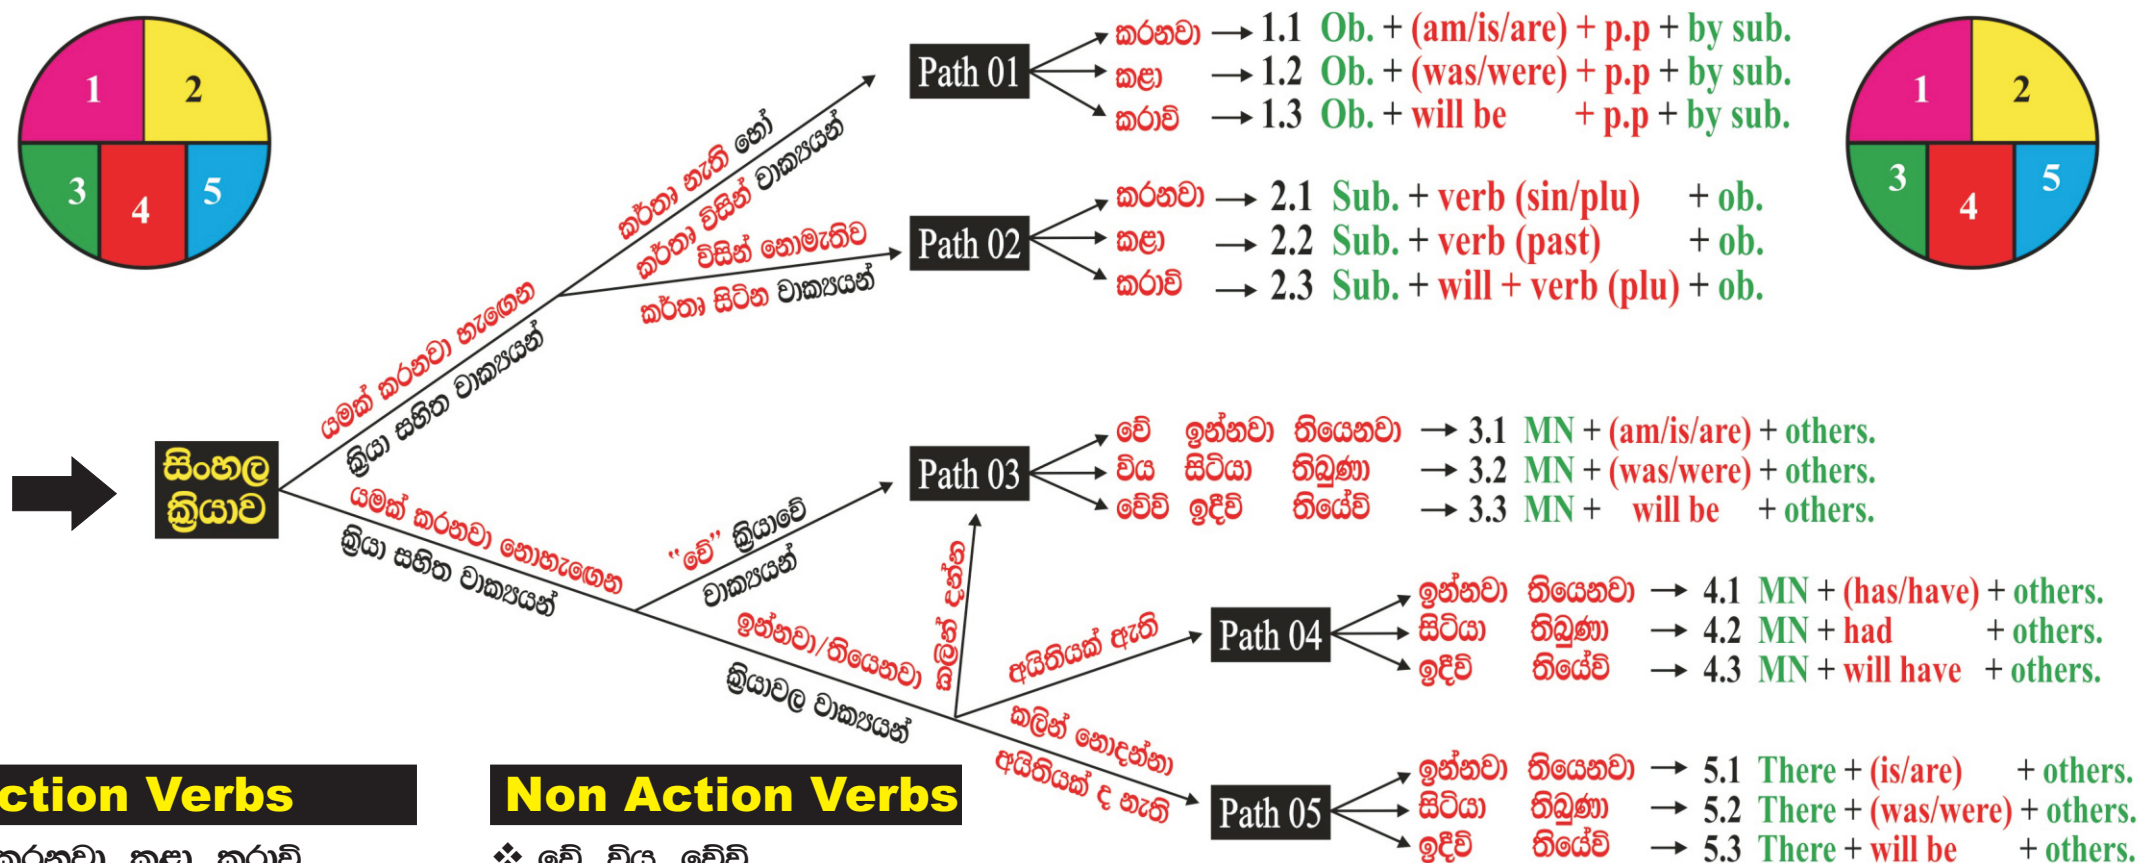 1 2
3 4 5
සිංහල
ක්‍රියාව
යමක් කරනවා හැඟෙන
ක්‍රියා සහිත වාක්‍යයන්
කර්තෘ නැති හෝ
කර්තෘ විසින් වාක්‍යයන්
විසින් නොමැතිව
කර්තෘ සිටින වාක්‍යයන්
Path 01
කරනවා → 1.1 Ob. + (am/is/are) + p.p + by sub.
කළා → 1.2 Ob. + (was/were) + p.p + by sub.
කරාවි → 1.3 Ob. + will be + p.p + by sub.
Path 02
කරනවා → 2.1 Sub. + verb (sin/plu) + ob.
කළා → 2.2 Sub. + verb (past) + ob.
කරාවි → 2.3 Sub. + will + verb (plu) + ob.
1 2
3 4 5
යමක් කරනවා නොහැඟෙන
ක්‍රියා සහිත වාක්‍යයන්
“වේ” ක්‍රියාවේ
වාක්‍යයන්
Path 03
වේ ඉන්නවා තියෙනවා → 3.1 MN + (am/is/are) + others.
විය සිටියා තිබුණා → 3.2 MN + (was/were) + others.
වේවි ඉදීවි තියේවි → 3.3 MN + will be + others.
ඉන්නවා/තියෙනවා
ක්‍රියාවල වාක්‍යයන්
කලින් දන්න
අයිතියක් ඇති
Path 04
ඉන්නවා තියෙනවා → 4.1 MN + (has/have) + others.
සිටියා තිබුණා → 4.2 MN + had + others.
ඉදීවි තියේවි → 4.3 MN + will have + others.
කලින් නොදන්නා
අයිතියක් ද නැති
Path 05
ඉන්නවා තියෙනවා → 5.1 There + (is/are) + others.
සිටියා තිබුණා → 5.2 There + (was/were) + others.
ඉදීවි තියේවි → 5.3 There + will be + others.
ction Verbs
කරනවා කළා කරාවි
Non Action Verbs
❖ වේ විය වේවි